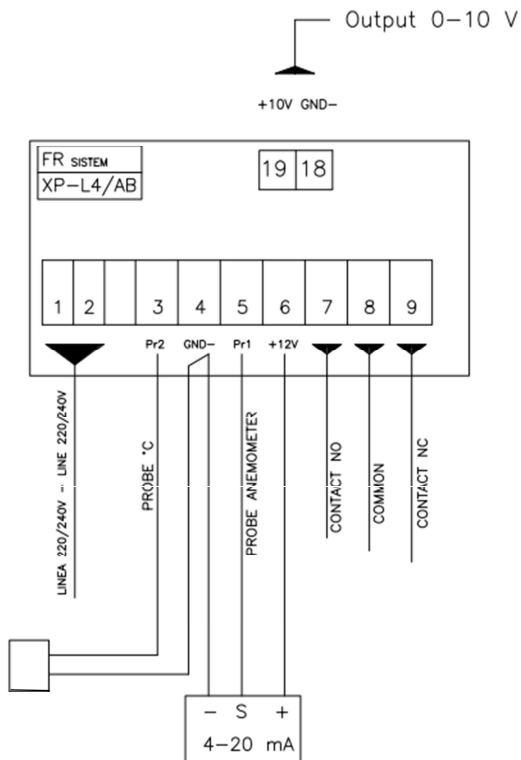 Output 0-10 V
+10V GND-
FR SISTEM
XP-L4/AB
19 18
1 2 3 4 5 6 7 8 9
Pr2 GND- Pr1 +12V
LINEA 220/240V - LINE 220/240V
PROBE °C
PROBE ANEMOMETER
CONTACT NO
COMMON
CONTACT NC
- S +
4-20 mA